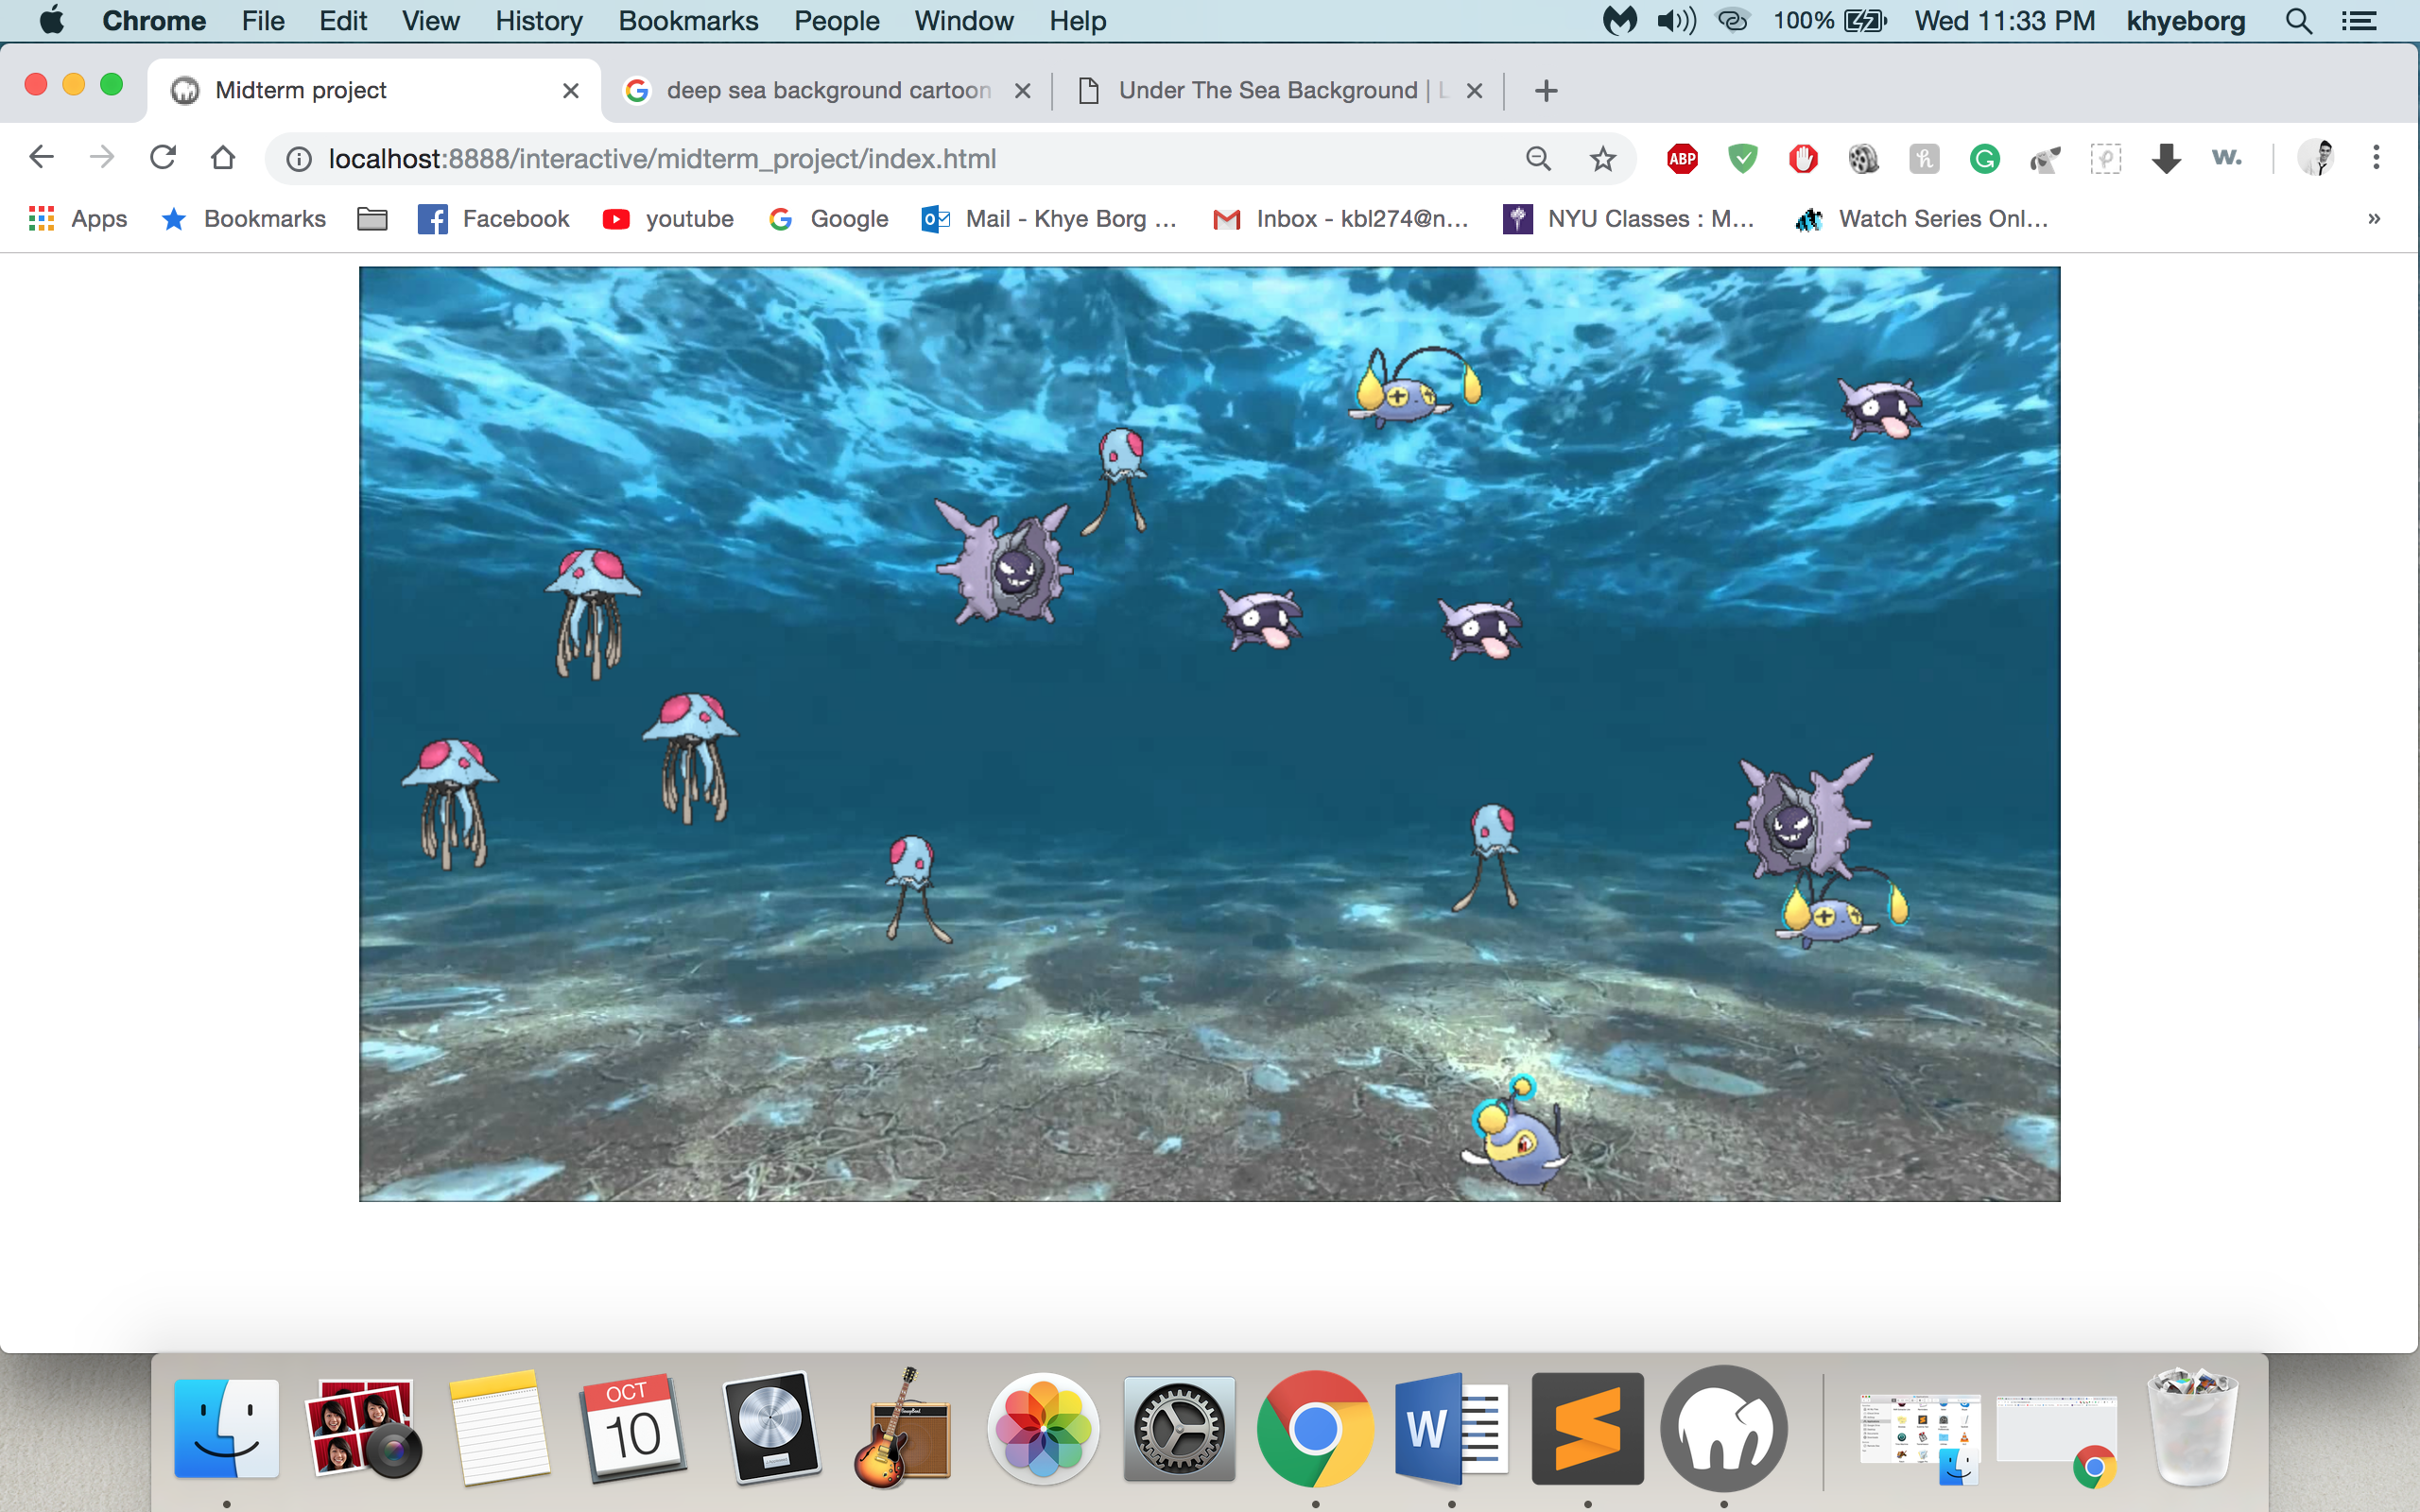 Chrome File Edit View History Bookmarks People Window Help 100% Wed 11:33 PM khyeborg
Midterm project deep sea background cartoon Under The Sea Background | L
localhost:8888/interactive/midterm_project/index.html ABP h G p w.
Apps Bookmarks Facebook youtube Google Mail - Khye Borg ... Inbox - kbl274@n... NYU Classes : M... Watch Series Onl... »
OCT
10
W